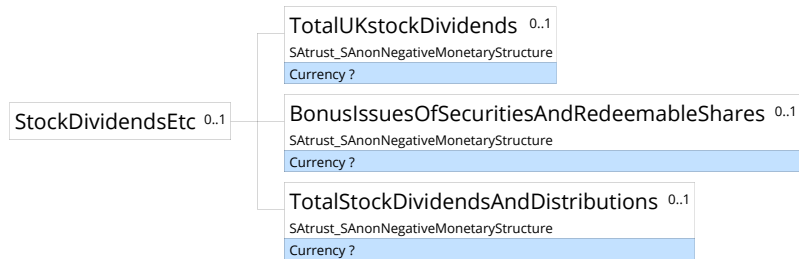 TotalUKstockDividends 0..1
SAtrust_SAnonNegativeMonetaryStructure
Currency ?
StockDividendsEtc 0..1
BonusIssuesOfSecuritiesAndRedeemableShares 0..1
SAtrust_SAnonNegativeMonetaryStructure
Currency ?
TotalStockDividendsAndDistributions 0..1
SAtrust_SAnonNegativeMonetaryStructure
Currency ?